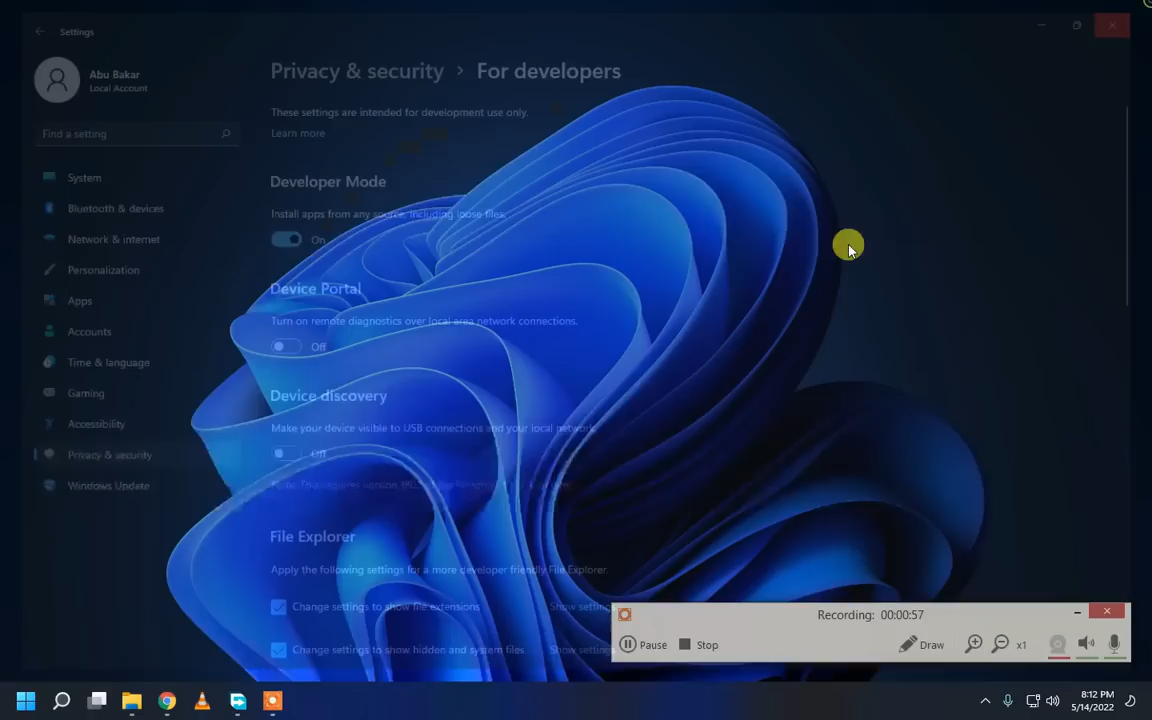 Settings
Abu Bakar
Local Account
Find a setting
System
Bluetooth & devices
Network & internet
Personalization
Apps
Accounts
Time & language
Gaming
Accessibility
Privacy & security
Windows Update
Privacy & security > For developers
These settings are intended for development use only.
Learn more
Developer Mode
Install apps from any source, including loose files.
On
Device Portal
Turn on remote diagnostics over local area network connections.
Off
Device discovery
Make your device visible to USB connections and your local network.
Off
File Explorer
Apply the following settings for a more developer friendly File Explorer.
Change settings to show file extensions
Show settings
Change settings to show hidden and system files
Show settings
Recording: 00:00:57
Pause
Stop
Draw
x1
8:12 PM
5/14/2022